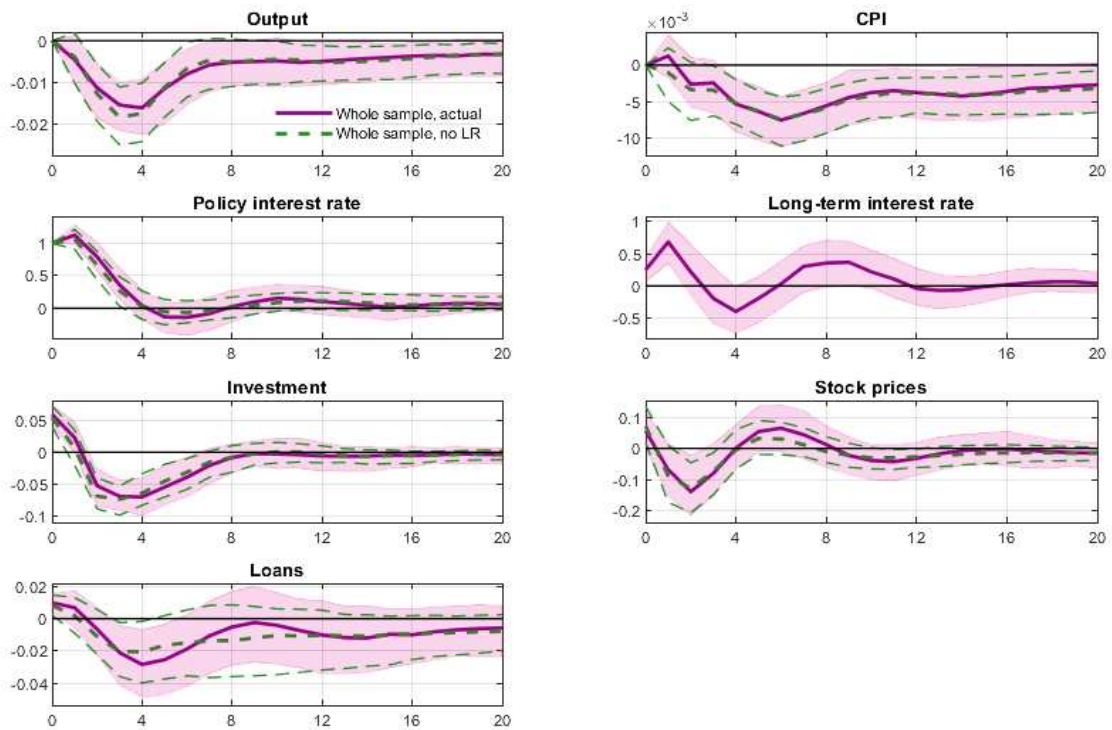 Output
0
-0.01
-0.02
Whole sample, actual
Whole sample, no LR
0 4 8 12 16 20
CPI
×10⁻³
0
-5
-10
0 4 8 12 16 20
Policy interest rate
1
0.5
0
0 4 8 12 16 20
Long-term interest rate
1
0.5
0
-0.5
0 4 8 12 16 20
Investment
0.05
0
-0.05
-0.1
0 4 8 12 16 20
Stock prices
0.1
0
-0.1
-0.2
0 4 8 12 16 20
Loans
0.02
0
-0.02
-0.04
0 4 8 12 16 20